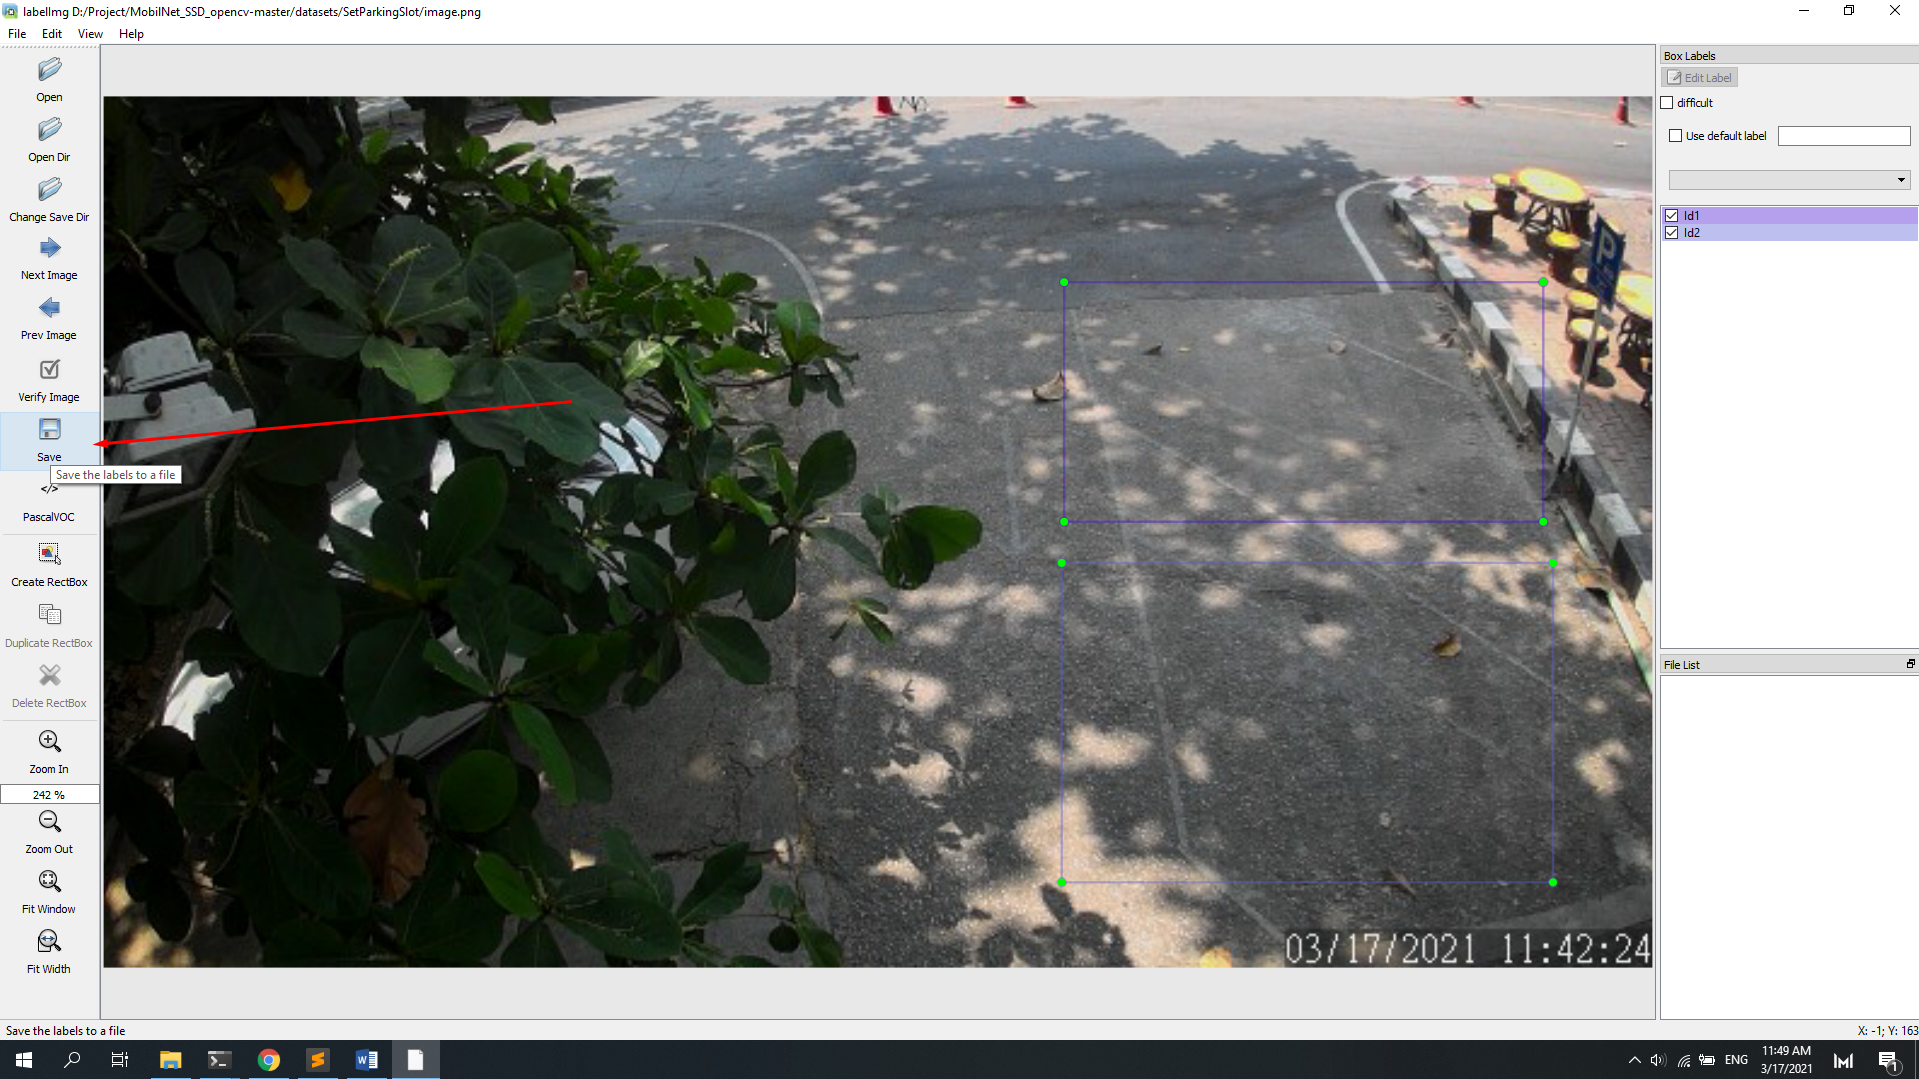 labelImg D:/Project/MobilNet_SSD_opencv-master/datasets/SetParkingSlot/image.png
File Edit View Help
Open
Open Dir
Change Save Dir
Next Image
Prev Image
Verify Image
Save
Save the labels to a file
</>
PascalVOC
Create RectBox
Duplicate RectBox
Delete RectBox
Zoom In
242 %
Zoom Out
Fit Window
Fit Width
P
03/17/2021 11:42:24
Box Labels
Edit Label
difficult
Use default label
Id1
Id2
File List
Save the labels to a file
X: -1; Y: 163
ENG
11:49 AM
3/17/2021
1